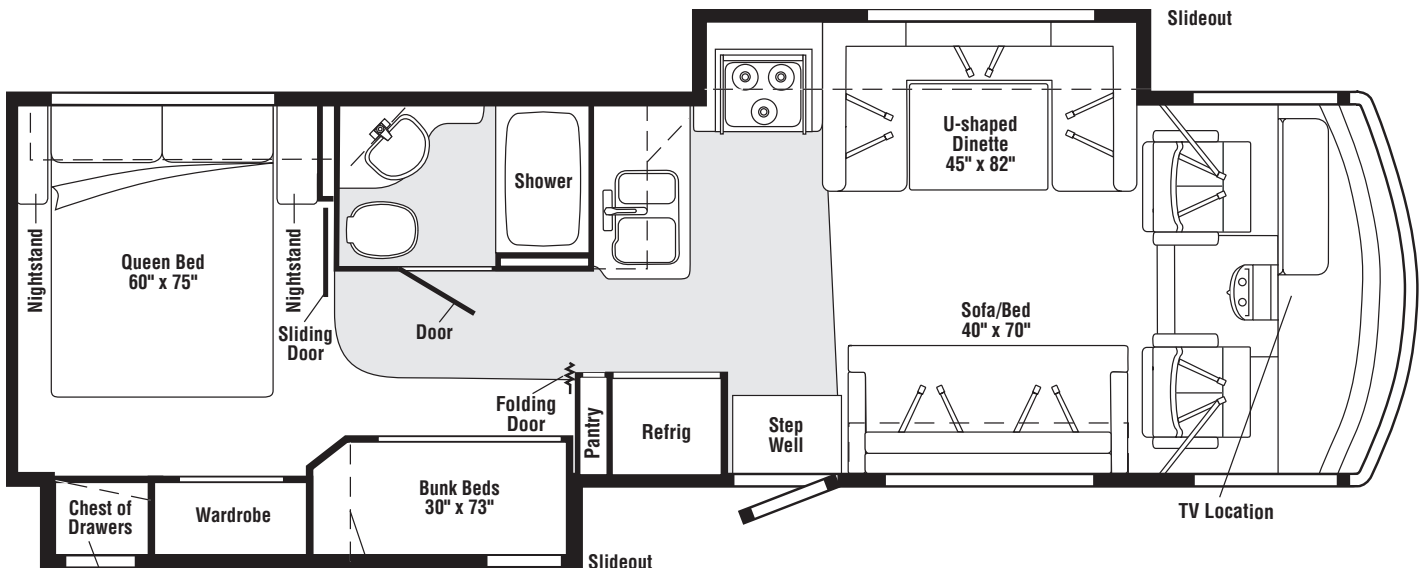 Slideout
U-shaped
Dinette
45" x 82"
Shower
Nightstand
Queen Bed
60" x 75"
Nightstand
Sliding
Door
Door
Sofa/Bed
40" x 70"
Folding
Door
Pantry
Refrig
Step
Well
Chest of
Drawers
Wardrobe
Bunk Beds
30" x 73"
TV Location
Slideout